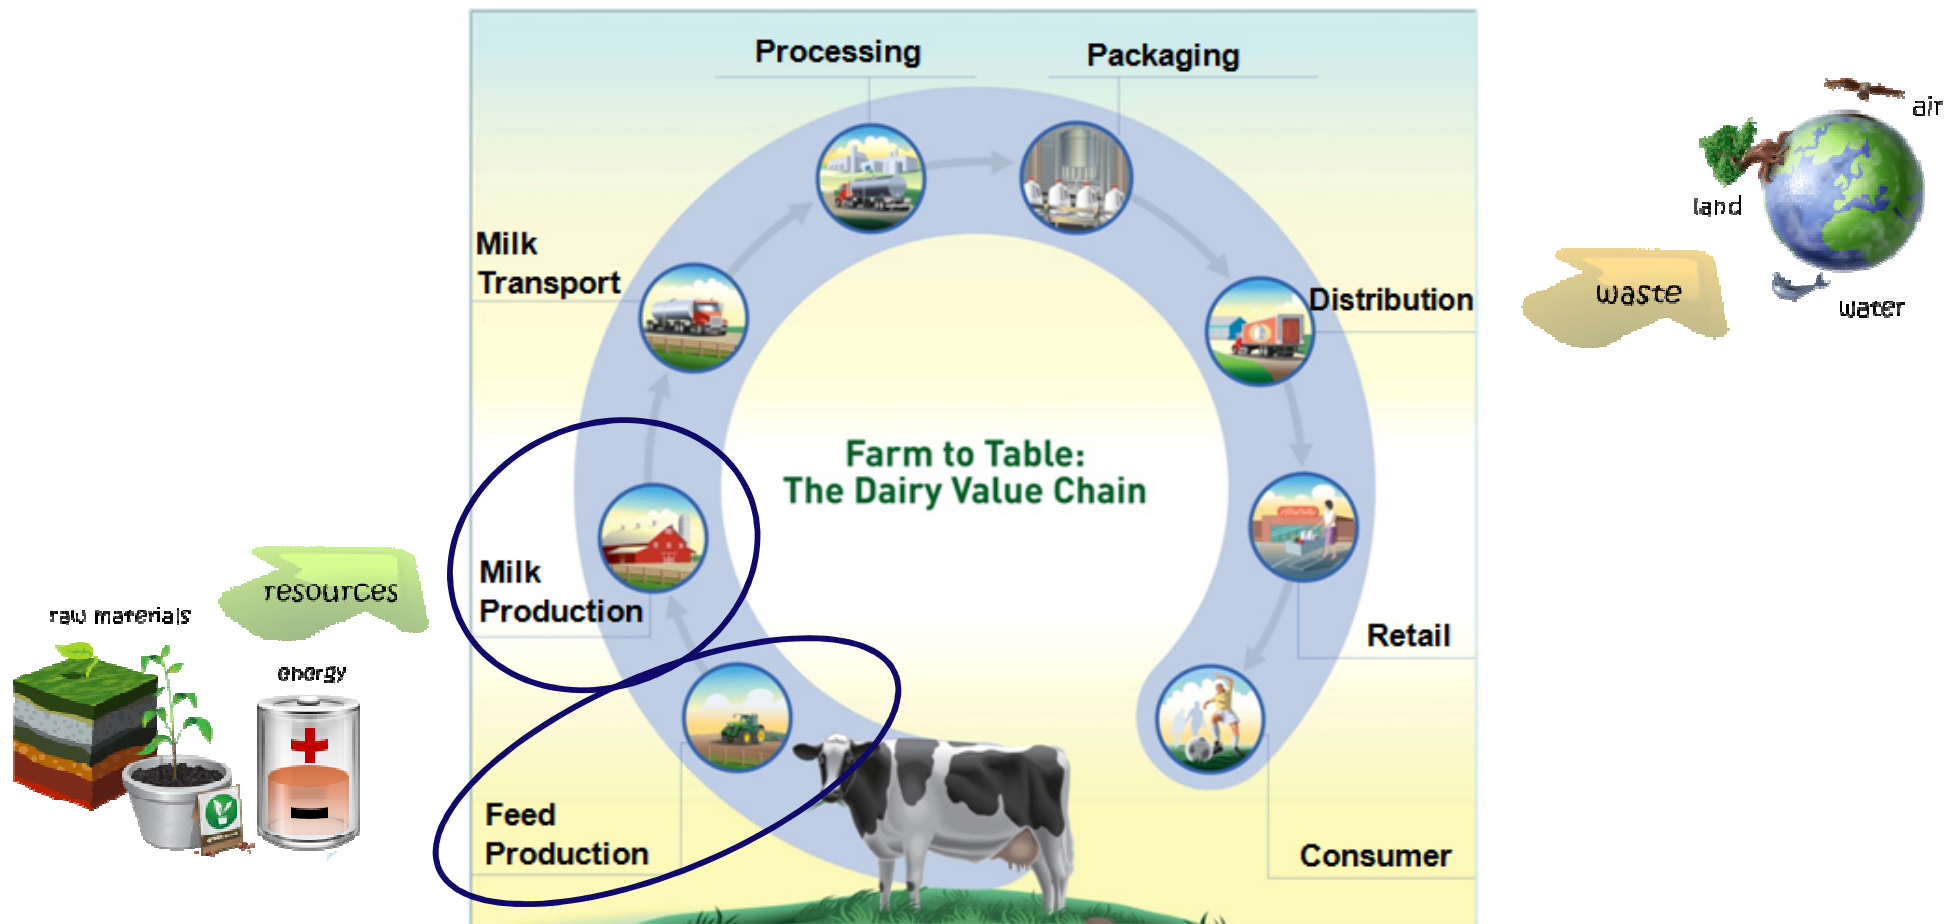 Processing
Packaging
Milk
Transport
Distribution
Farm to Table:
The Dairy Value Chain
Milk
Production
Retail
Feed
Production
Consumer
resources
raw materials
energy
waste
air
land
water